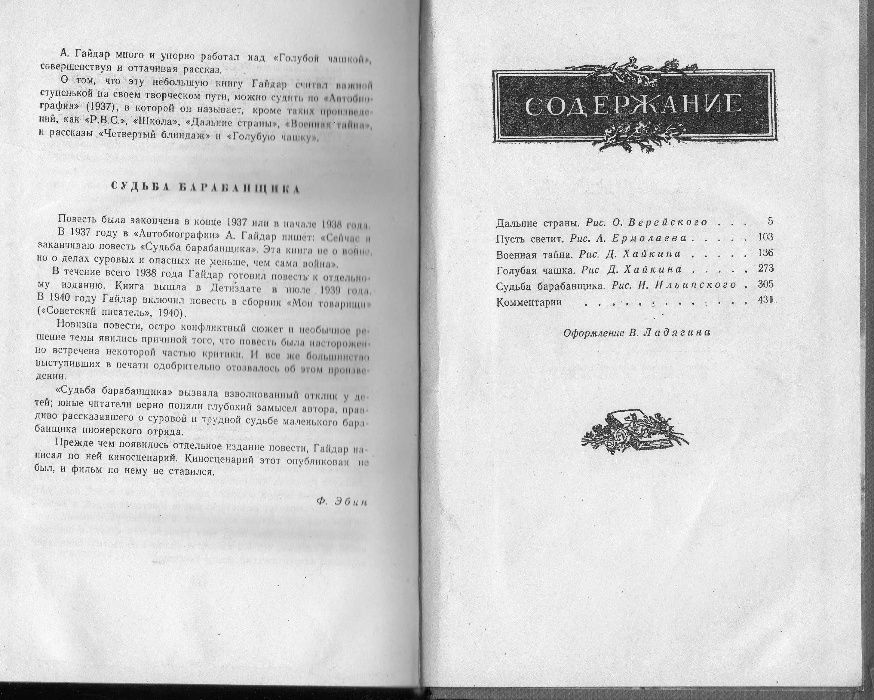 А. Гайдар много и упорно работал над «Голубой чашкой»,
совершенствуя и оттачивая рассказ.
О том, что эту небольшую книгу Гайдар считал важной
ступенькой на своем творческом пути, можно судить по «Автобио-
графии» (1937), в которой он называет, кроме таких произведе-
ний, как «Р.В.С.», «Школа», «Дальние страны», «Военная тайна»,
и рассказы «Четвертый блиндаж» и «Голубую чашку».
СУДЬБА БАРАБАНЩИКА
Повесть была закончена в конце 1937 или в начале 1938 года.
В 1937 году в «Автобиографии» А. Гайдар пишет: «Сейчас я
заканчиваю повесть «Судьба барабанщика». Эта книга не о войне,
но о делах суровых и опасных не меньше, чем сама война».
В течение всего 1938 года Гайдар готовил повесть к отдельно-
му изданию. Книга вышла в Детиздате в июле 1939 года.
В 1940 году Гайдар включил повесть в сборник «Мои товарищи»
(«Советский писатель», 1940).
Новизна повести, остро конфликтный сюжет и необычное ре-
шение темы явились причиной того, что повесть была насторожен-
но встречена некоторой частью критики. И все же большинство
выступивших в печати одобрительно отозвалось об этом произве-
дении.
«Судьба барабанщика» вызвала взволнованный отклик у де-
тей; юные читатели верно поняли глубокий замысел автора, прав-
диво рассказавшего о суровой и трудной судьбе маленького бара-
банщика пионерского отряда.
Прежде чем появилось отдельное издание повести, Гайдар на-
писал по ней киносценарий. Киносценарий этот опубликован не
был, и фильм по нему не ставился.
Ф. Эбин
СОДЕРЖАНИЕ
Дальние страны. Рис. О. Верейского . . . 5
Пусть светит. Рис. А. Ермолаева . . . . . 103
Военная тайна. Рис. Д. Хайкина . . . . . 136
Голубая чашка. Рис Д. Хайкина . . . . . 273
Судьба барабанщика. Рис. И. Ильинского . 305
Комментарии . . . . . . . . . . . . . 431
Оформление В. Ладягина